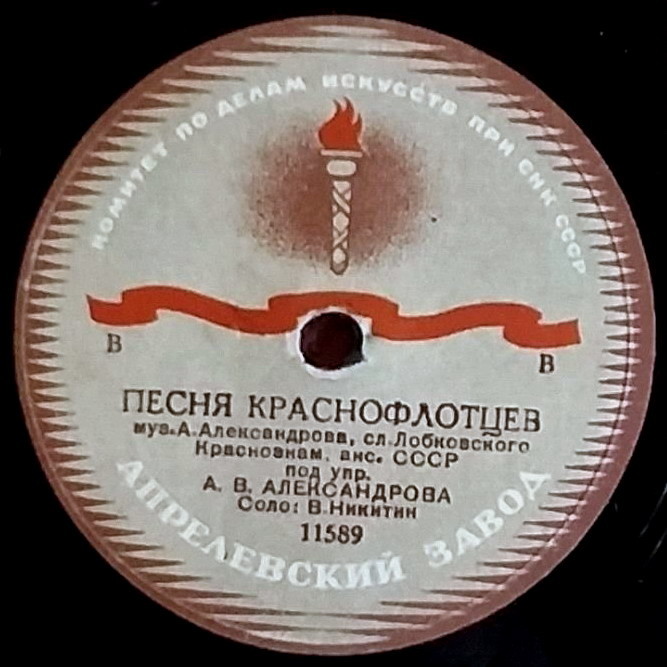 КОМИТЕТ ПО ДЕЛАМ ИСКУССТВ ПРИ СНК СССР
В В
ПЕСНЯ КРАСНОФЛОТЦЕВ
муз.А.Александрова, сл.Лобковского
Краснознам. анс. СССР
под упр.
А. В. АЛЕКСАНДРОВА
Соло: В.Никитин
11589
АПРЕЛЕВСКИЙ ЗАВОД